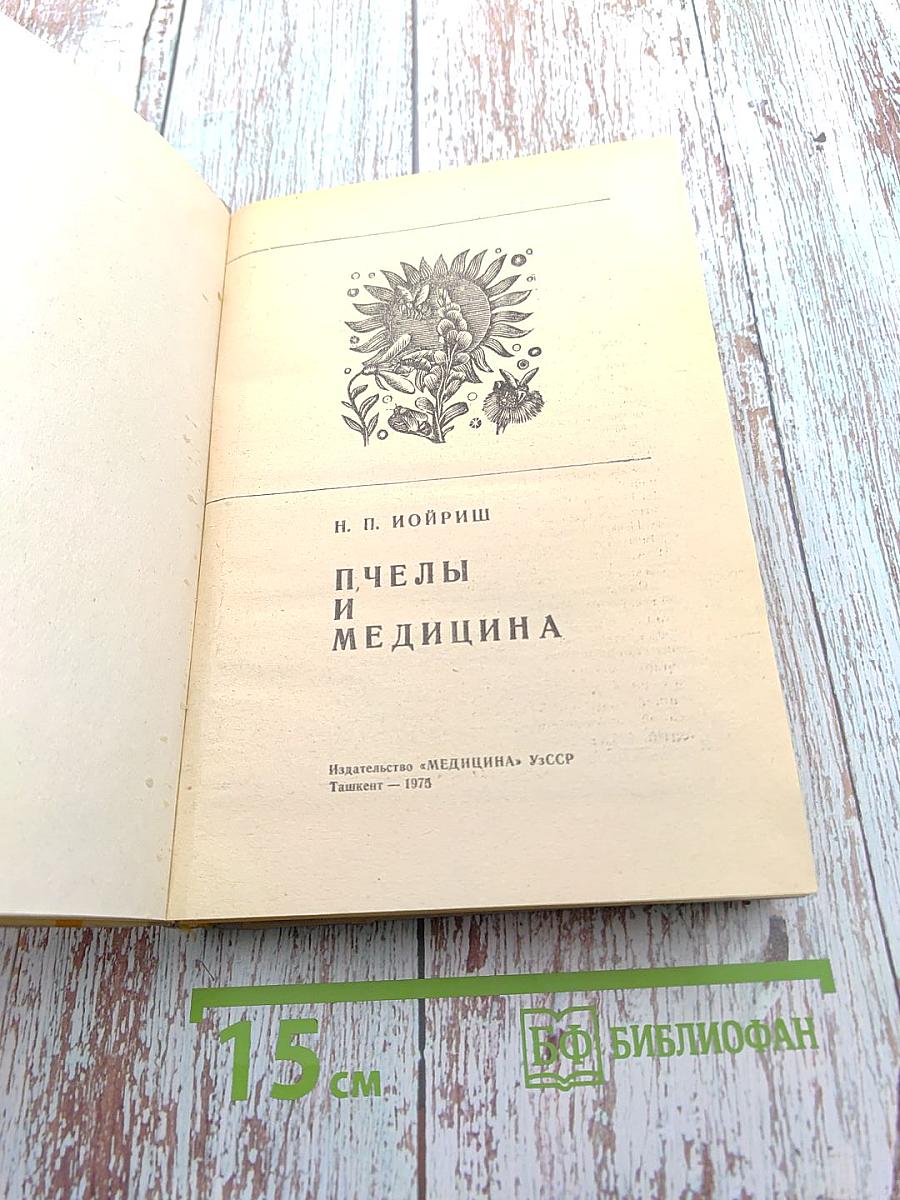 Н. П. ИОЙРИШ
ПЧЕЛЫ
И
МЕДИЦИНА
Издательство «МЕДИЦИНА» УзССР
Ташкент — 1975
15 см
БФ БИБЛИОФАН